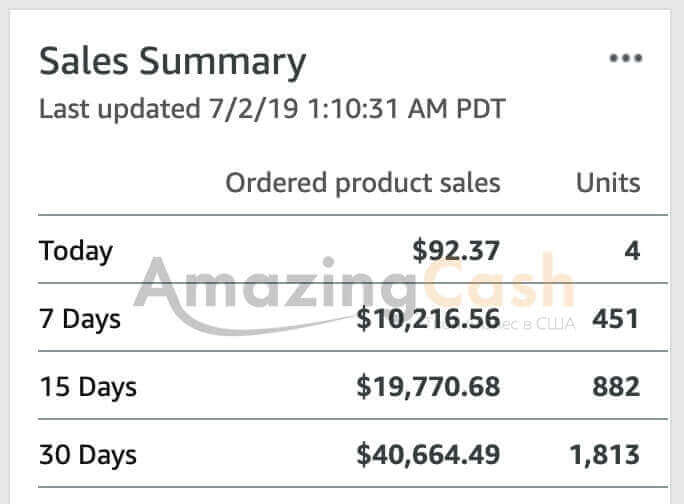 Sales Summary
Last updated 7/2/19 1:10:31 AM PDT
Ordered product sales Units
Today $92.37 4
AmazingCash
7 Days $10,216.56 451
в США
15 Days $19,770.68 882
30 Days $40,664.49 1,813